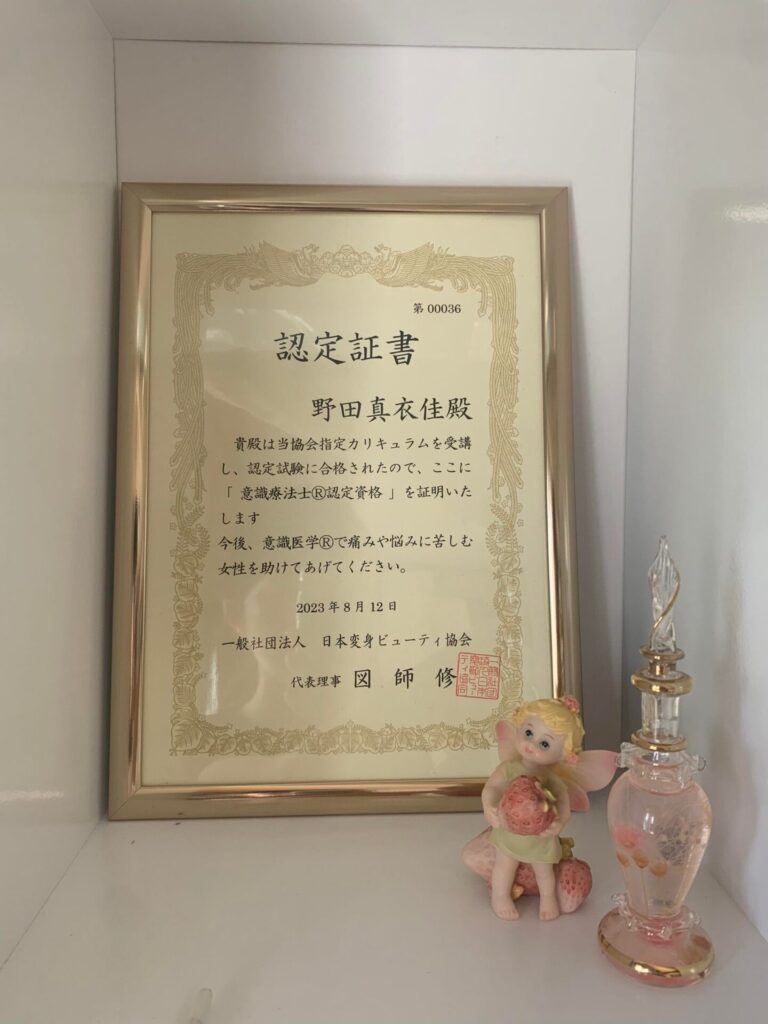 第 00036
認定証書
野田真衣佳殿
貴殿は当協会指定カリキュラムを受講
し、認定試験に合格されたので、ここに
「 意識療法士Ⓡ認定資格 」を証明いた
します
今後、意識医学Ⓡで痛みや悩みに苦しむ
女性を助けてあげてください。
2023年8月12日
一般社団法人　日本変身ビューティ協会
代表理事 図 師 修